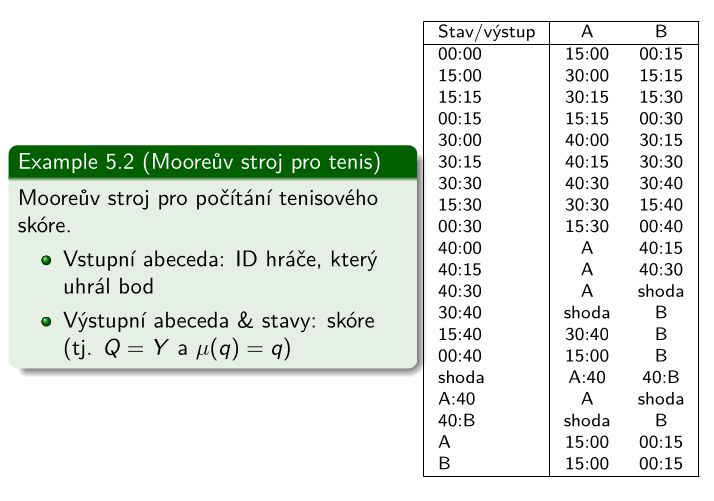 Example 5.2 (Mooreův stroj pro tenis)
Mooreův stroj pro počítání tenisového
skóre.
Vstupní abeceda: ID hráče, který
uhrál bod
Výstupní abeceda & stavy: skóre
(tj. Q = Y a μ(q) = q)
Stav/výstup A B
00:00 15:00 00:15
15:00 30:00 15:15
15:15 30:15 15:30
00:15 15:15 00:30
30:00 40:00 30:15
30:15 40:15 30:30
30:30 40:30 30:40
15:30 30:30 15:40
00:30 15:30 00:40
40:00 A 40:15
40:15 A 40:30
40:30 A shoda
30:40 shoda B
15:40 30:40 B
00:40 15:00 B
shoda A:40 40:B
A:40 A shoda
40:B shoda B
A 15:00 00:15
B 15:00 00:15